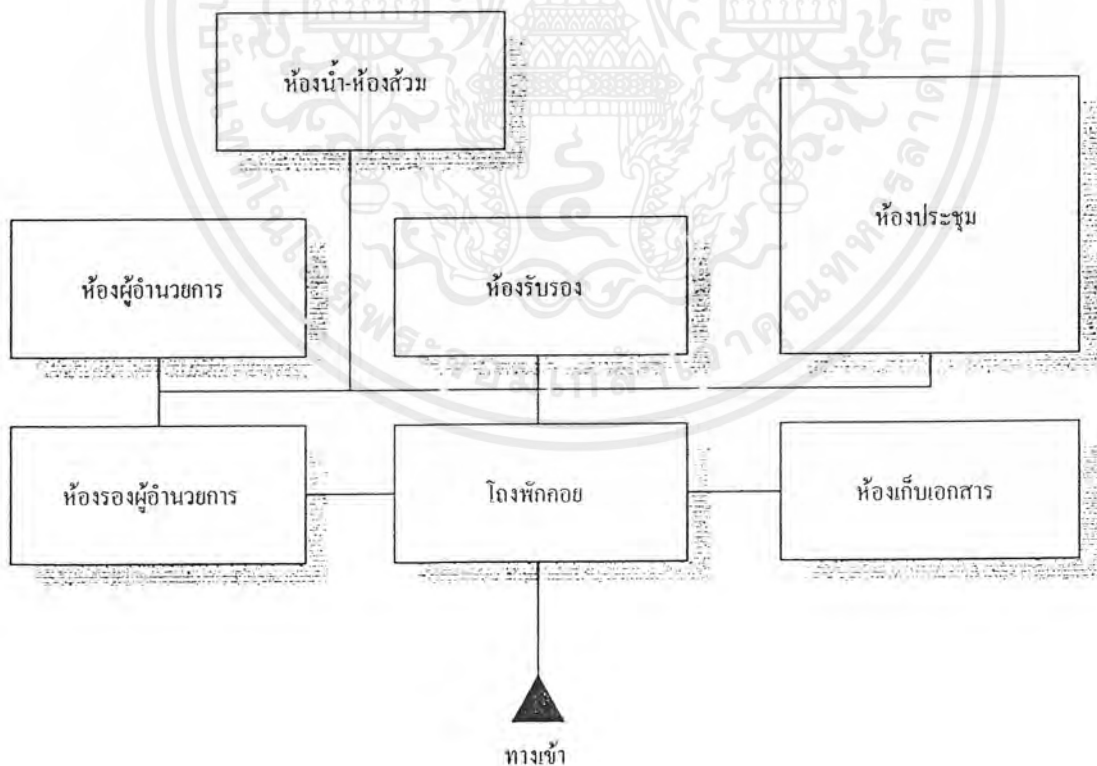 ห้องน้ำ-ห้องส้วม
ห้องประชุม
ห้องผู้อำนวยการ
ห้องรับรอง
ห้องรองผู้อำนวยการ
โถงพักคอย
ห้องเก็บเอกสาร
ทางเข้า